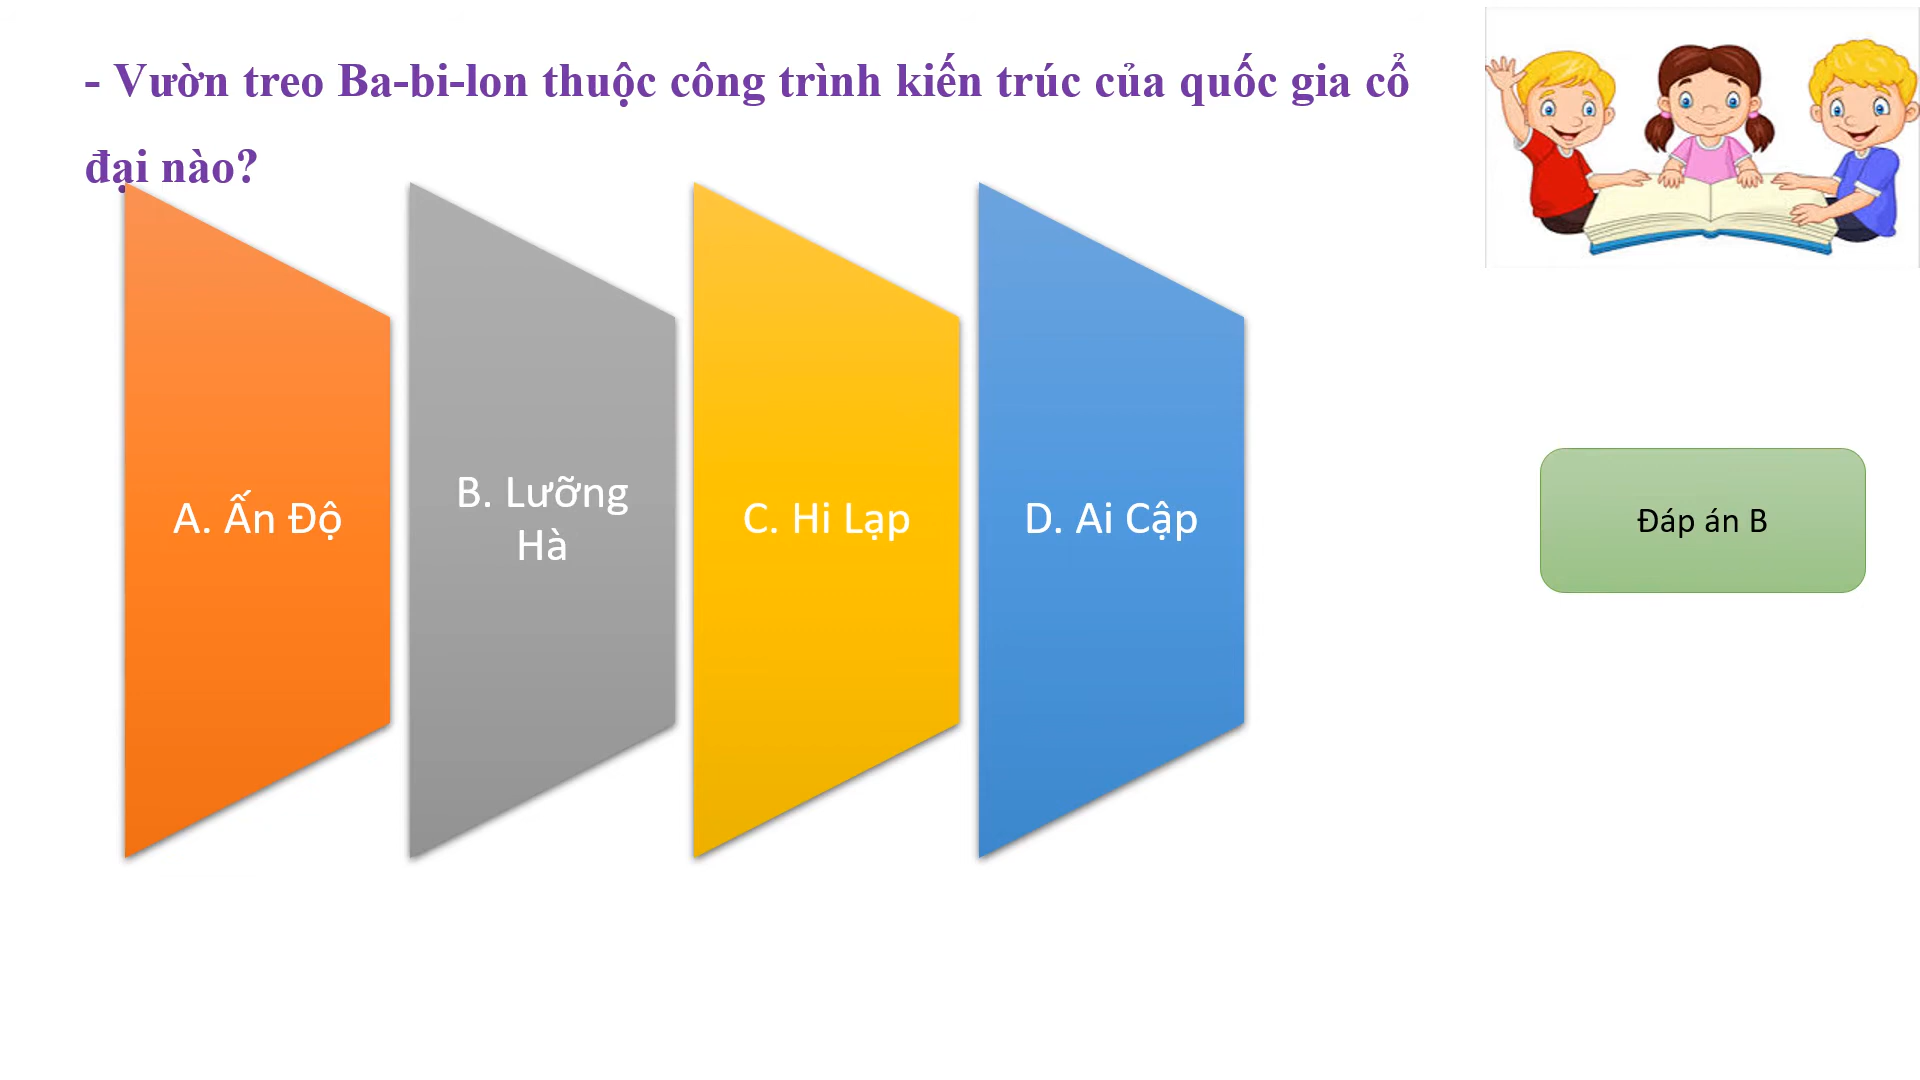 - Vườn treo Ba-bi-lon thuộc công trình kiến trúc của quốc gia cổ
đại nào?
A. Ấn Độ
B. Lưỡng
Hà
C. Hi Lạp
D. Ai Cập
Đáp án B